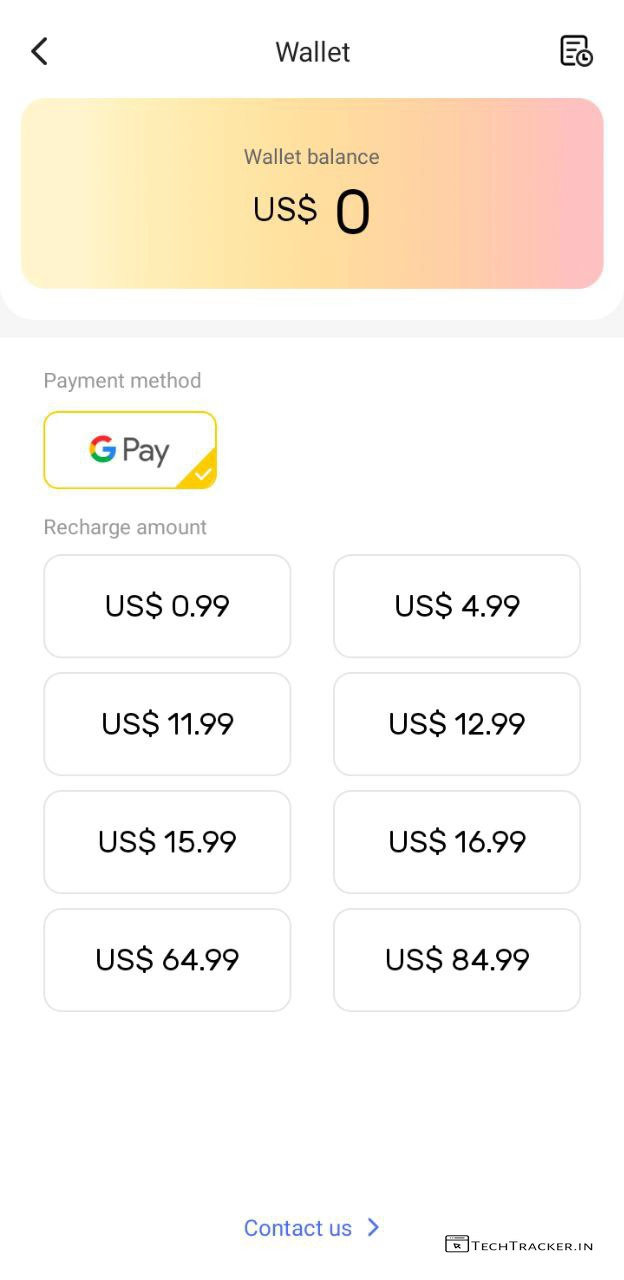 Wallet
Wallet balance
US$ 0
Payment method
G Pay
Recharge amount
US$ 0.99
US$ 4.99
US$ 11.99
US$ 12.99
US$ 15.99
US$ 16.99
US$ 64.99
US$ 84.99
Contact us
TECHTRACKER.IN